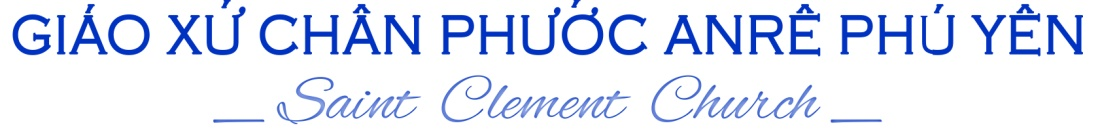 GIÁO XỨ CHÂN PHƯỚC ANRÊ PHÚ YÊN
Saint Clement Church